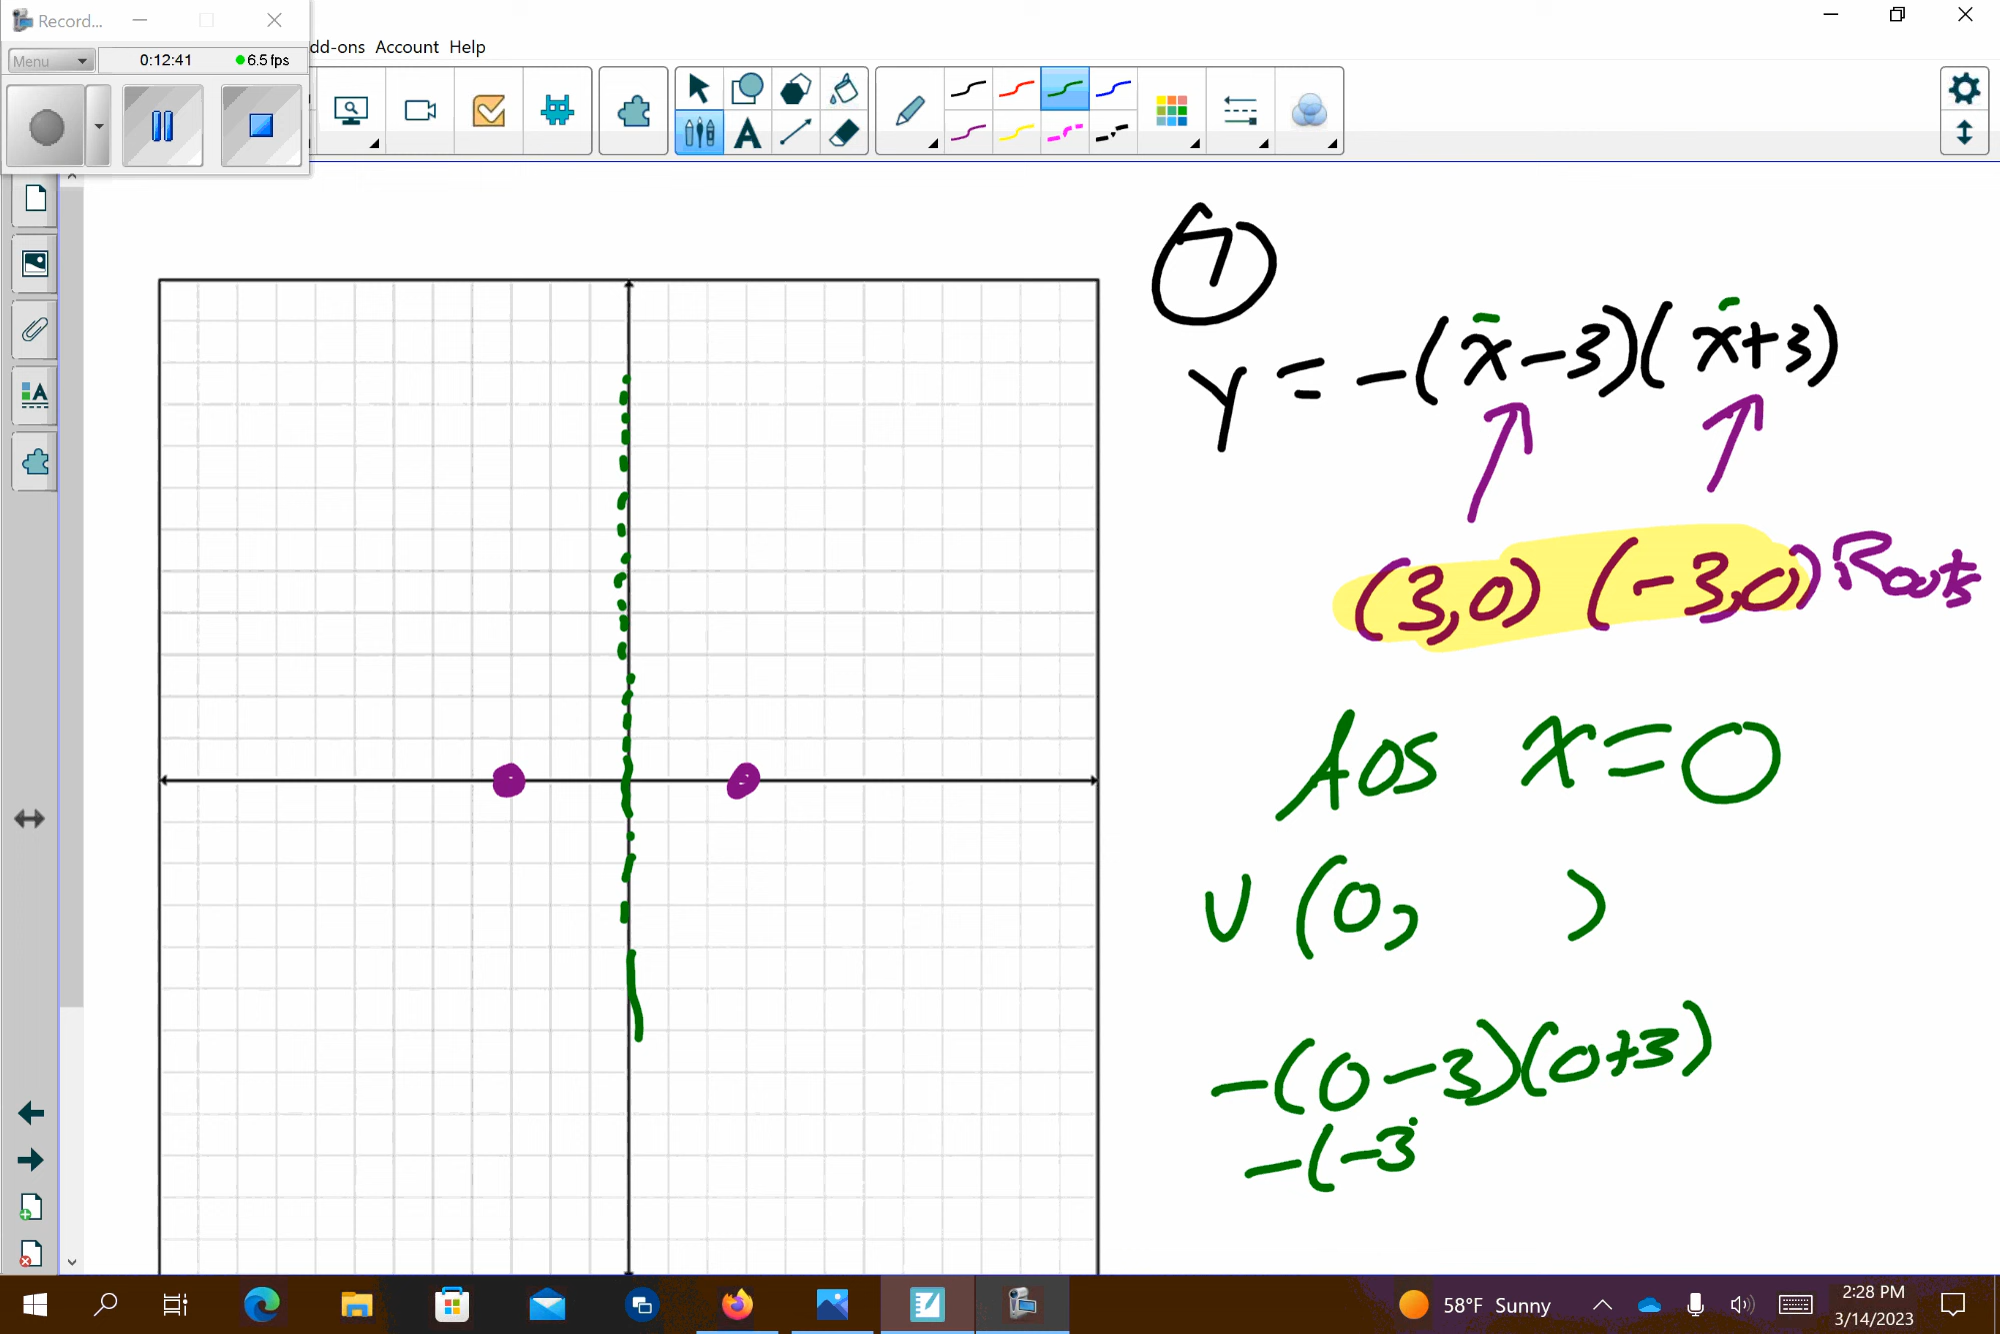 Record...
Menu 0:12:41 6.5 fps
dd-ons Account Help
7
y = -(x-3)(x+3)
(3,0) (-3,0) Roots
AOS x=0
V (0, )
-(0-3)(0+3)
-(-3
58°F Sunny
2:28 PM
3/14/2023